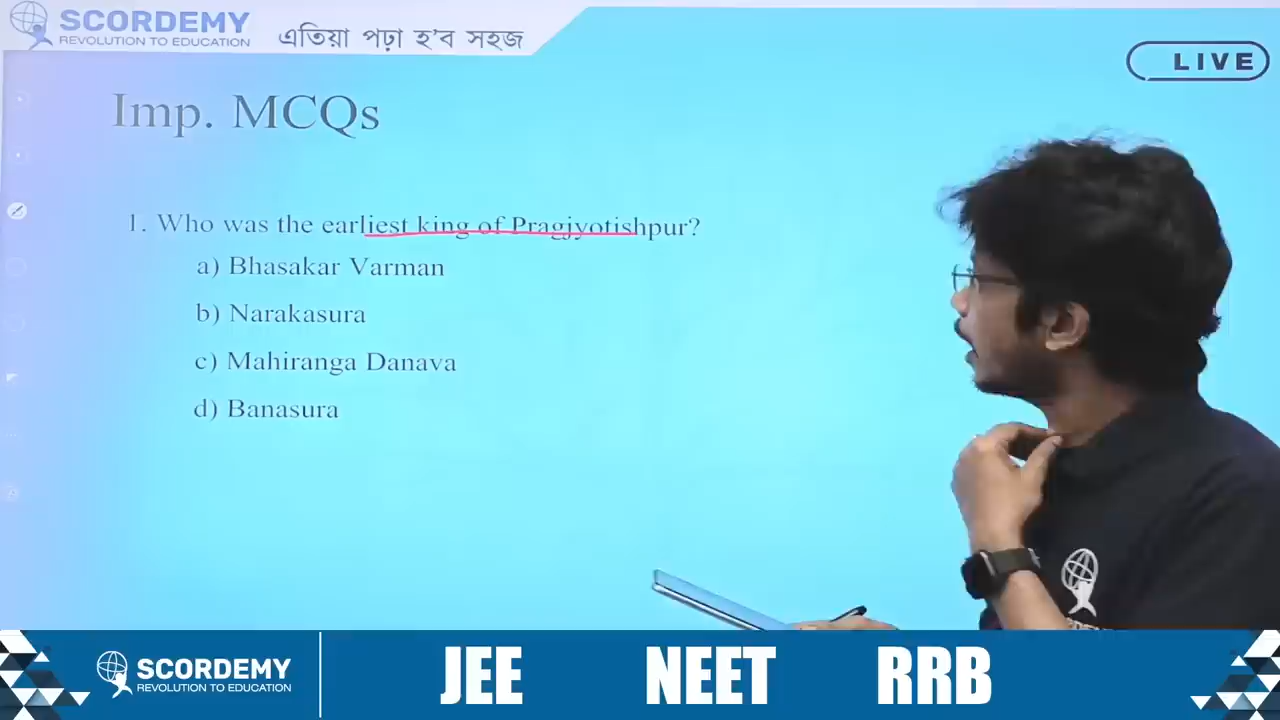 SCORDEMY
REVOLUTION TO EDUCATION
এতিয়া পঢ়া হ'ব সহজ
LIVE
Imp. MCQs
1. Who was the earliest king of Pragjyotishpur?
a) Bhasakar Varman
b) Narakasura
c) Mahiranga Danava
d) Banasura
SCORDEMY
REVOLUTION TO EDUCATION
JEE NEET RRB